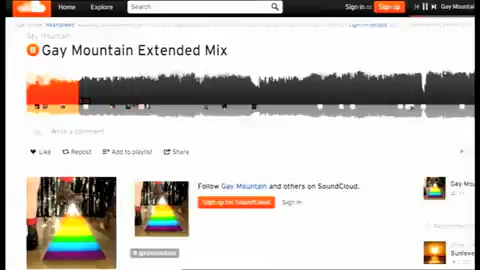 Home Explore Search Sign in or Sign up Gay Mountain
Gay Mountain
Gay Mountain Extended Mix
Write a comment
Like Repost Add to playlist Share
Follow Gay Mountain and others on SoundCloud.
Sign up for SoundCloud Sign in
Gay Mou
Sunlove